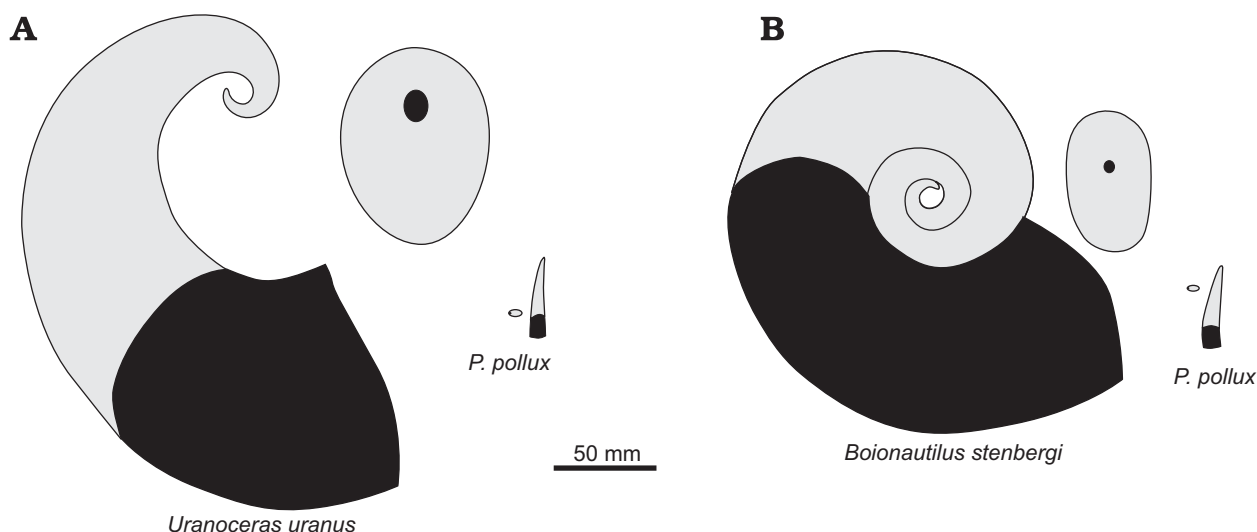 A
B
P. pollux
P. pollux
50 mm
Boionautilus stenbergi
Uranoceras uranus